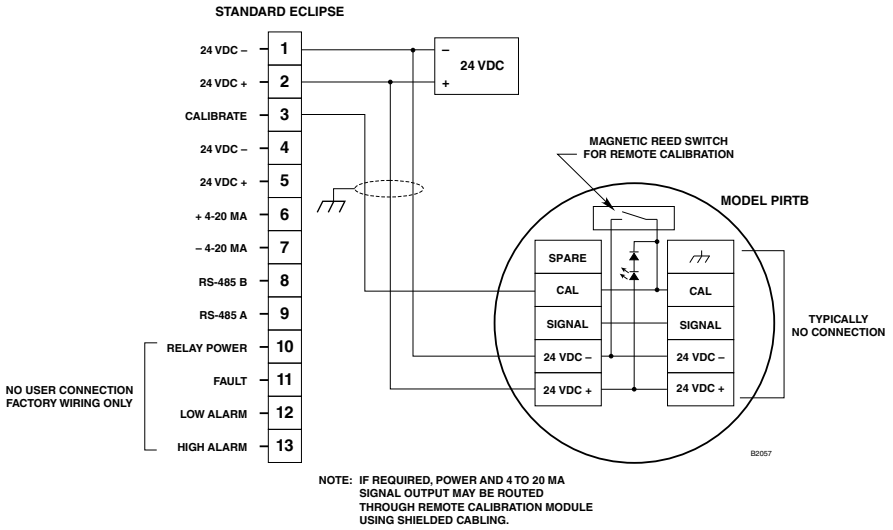 STANDARD ECLIPSE
24 VDC – 1
24 VDC + 2
CALIBRATE 3
24 VDC – 4
24 VDC + 5
+ 4-20 MA 6
– 4-20 MA 7
RS-485 B 8
RS-485 A 9
RELAY POWER 10
FAULT 11
LOW ALARM 12
HIGH ALARM 13
NO USER CONNECTION
FACTORY WIRING ONLY
–
24 VDC
+
MAGNETIC REED SWITCH
FOR REMOTE CALIBRATION
MODEL PIRTB
SPARE
CAL CAL
SIGNAL SIGNAL
24 VDC – 24 VDC –
24 VDC + 24 VDC +
TYPICALLY
NO CONNECTION
B2057
NOTE: IF REQUIRED, POWER AND 4 TO 20 MA
SIGNAL OUTPUT MAY BE ROUTED
THROUGH REMOTE CALIBRATION MODULE
USING SHIELDED CABLING.